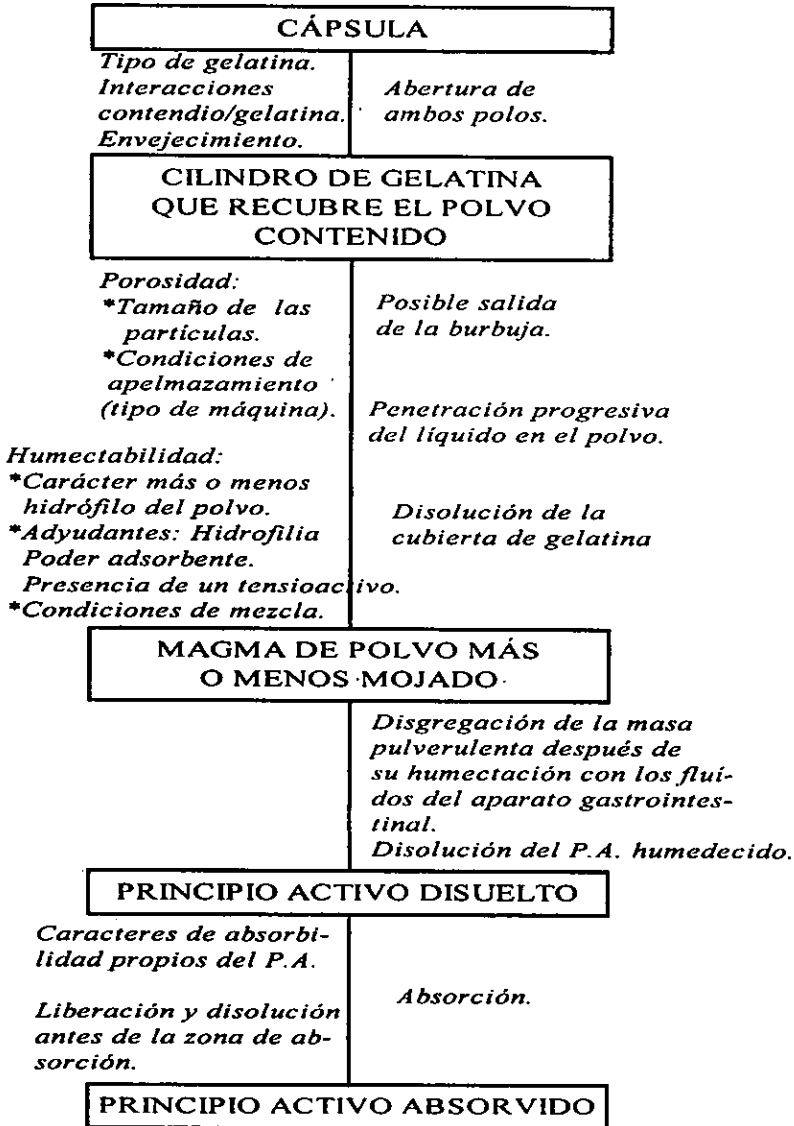 CÁPSULA
Tipo de gelatina.
Interacciones
contendio/gelatina.
Envejecimiento.
Abertura de
ambos polos.
CILINDRO DE GELATINA
QUE RECUBRE EL POLVO
CONTENIDO
Porosidad:
*Tamaño de las
partículas.
*Condiciones de
apelmazamiento
(tipo de máquina).
Posible salida
de la burbuja.
Penetración progresiva
del líquido en el polvo.
Humectabilidad:
*Carácter más o menos
hidrófilo del polvo.
*Adyudantes: Hidrofilia
Poder adsorbente.
Presencia de un tensioactivo.
*Condiciones de mezcla.
Disolución de la
cubierta de gelatina
MAGMA DE POLVO MÁS
O MENOS MOJADO
Disgregación de la masa
pulverulenta después de
su humectación con los fluí-
dos del aparato gastrointes-
tinal.
Disolución del P.A. humedecido.
PRINCIPIO ACTIVO DISUELTO
Caracteres de absorbi-
lidad propios del P.A.
Liberación y disolución
antes de la zona de ab-
sorción.
Absorción.
PRINCIPIO ACTIVO ABSORVIDO